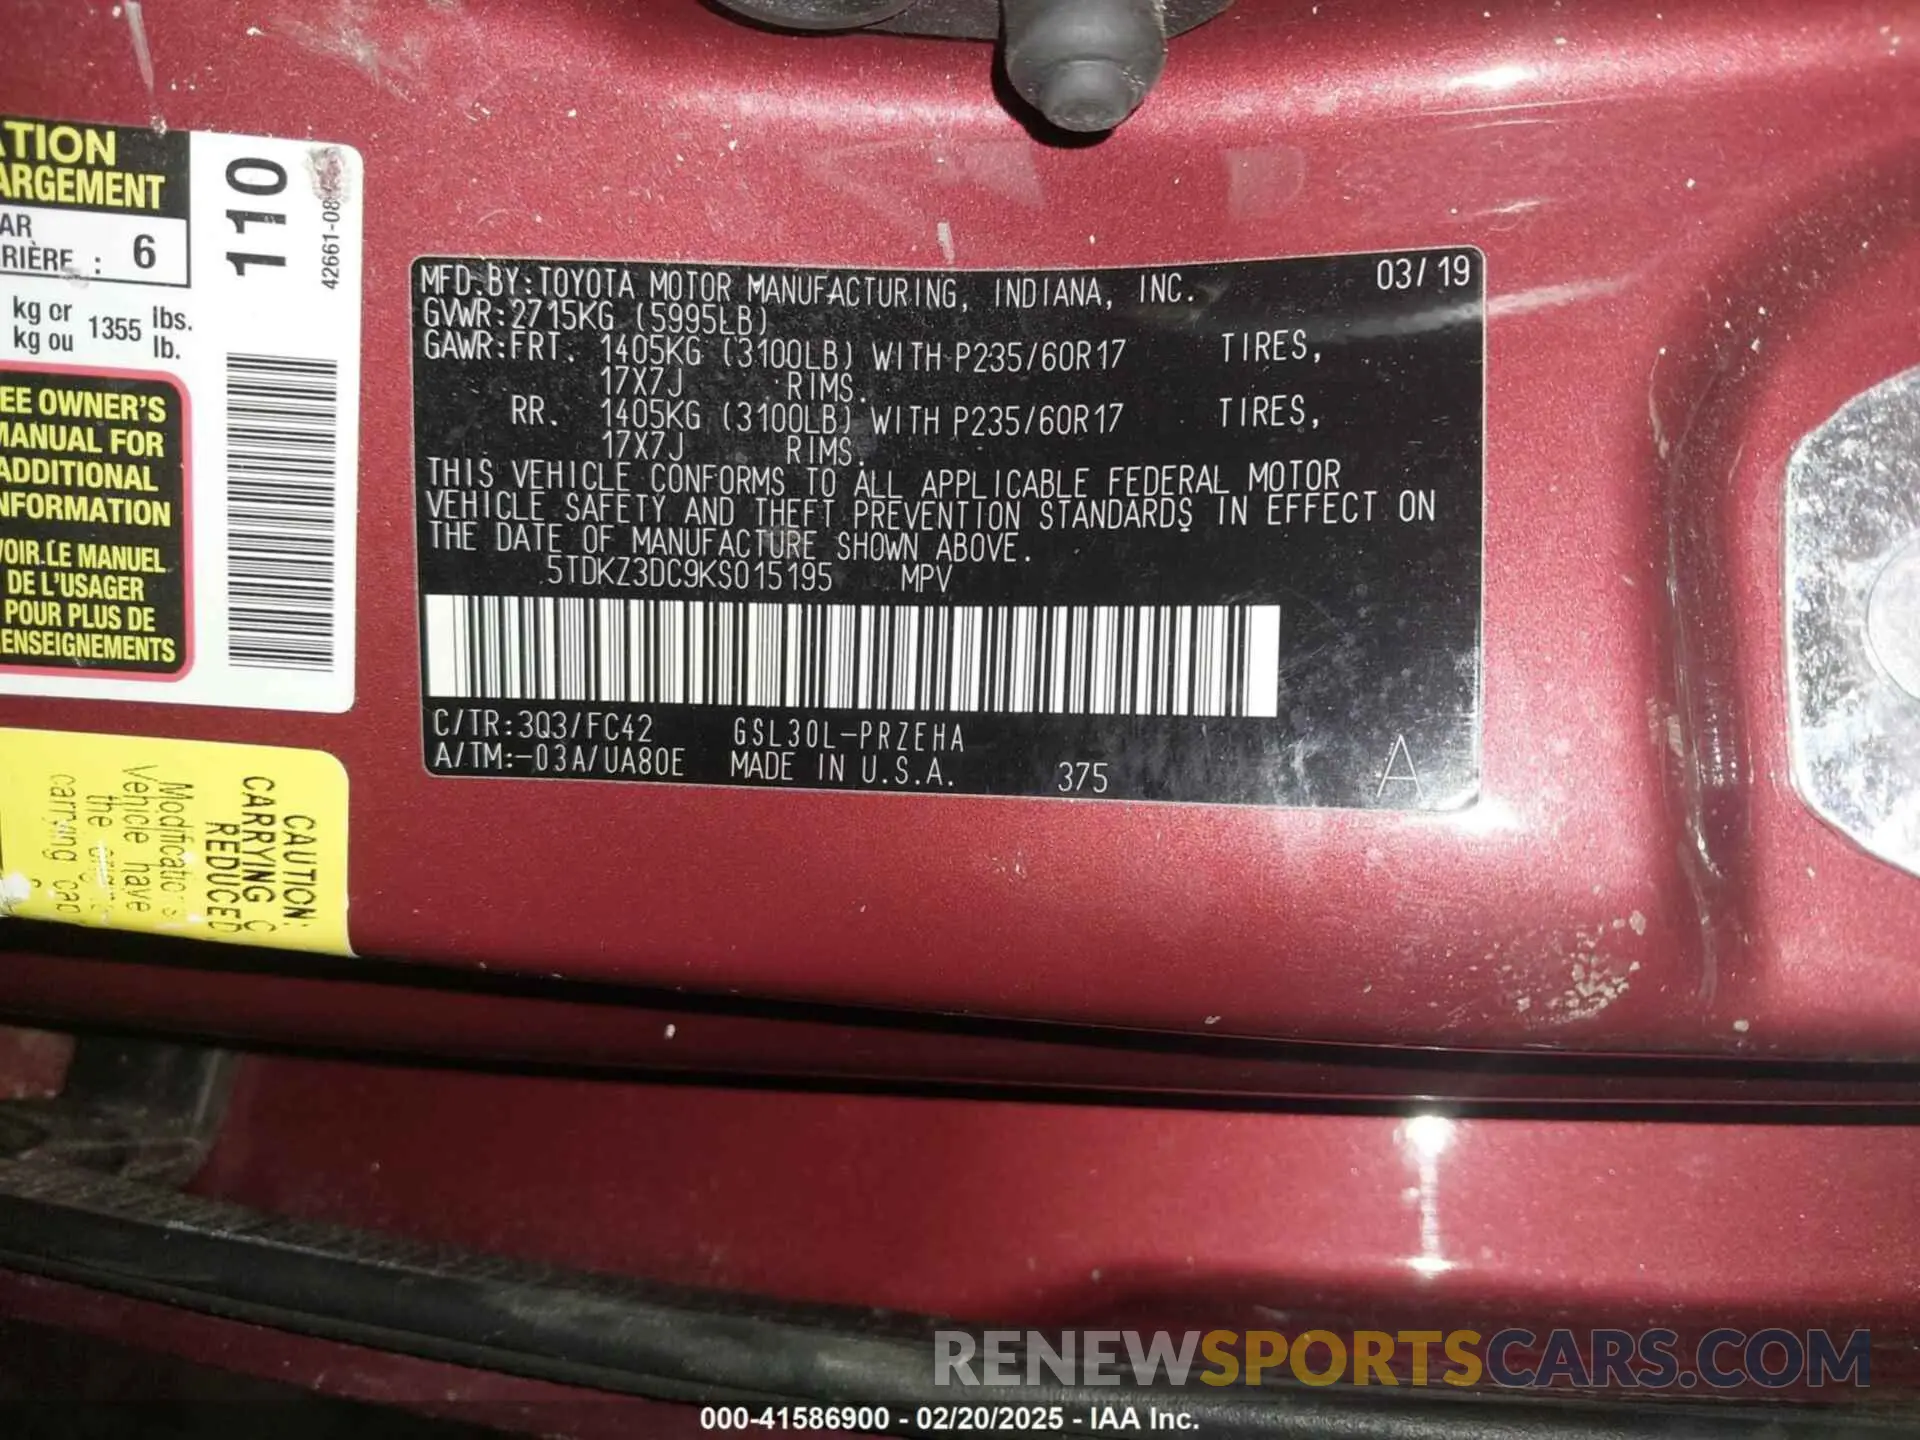 ATION
ARGEMENT
AR
RIÈRE : 6
kg or
kg ou 1355 lbs.
lb.
110
42661-08
EE OWNER'S
MANUAL FOR
ADDITIONAL
NFORMATION
VOIR LE MANUEL
DE L'USAGER
POUR PLUS DE
ENSEIGNEMENTS
MFD.BY:TOYOTA MOTOR MANUFACTURING, INDIANA, INC. 03/19
GVWR:2715KG (5995LB)
GAWR:FRT. 1405KG (3100LB) WITH P235/60R17 TIRES,
17X7J RIMS.
RR. 1405KG (3100LB) WITH P235/60R17 TIRES,
17X7J RIMS.
THIS VEHICLE CONFORMS TO ALL APPLICABLE FEDERAL MOTOR
VEHICLE SAFETY AND THEFT PREVENTION STANDARDS IN EFFECT ON
THE DATE OF MANUFACTURE SHOWN ABOVE.
5TDKZ3DC9KS015195 MPV
C/TR:3Q3/FC42 GSL30L-PRZEHA
A/TM:-03A/UA80E MADE IN U.S.A. 375 A
CAUTION:
CARRYING C
REDUCED
Modifications
Vehicle have
the
carrying cap
RENEWSPORTSCARS.COM
000-41586900 - 02/20/2025 - IAA Inc.